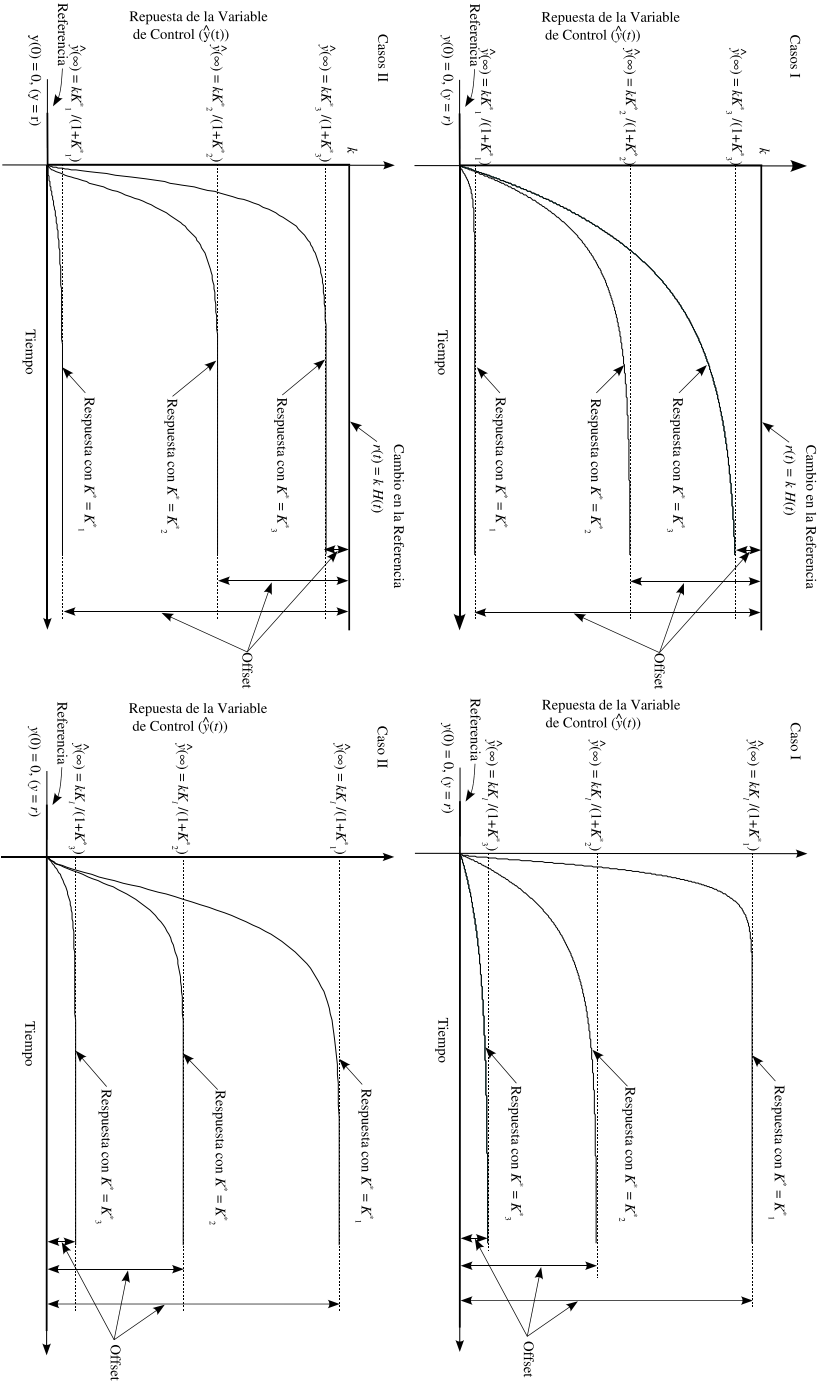 Casos I
Repuesta de la Variable
de Control (ŷ(t))
k
ŷ(∞) = kK*3 /(1+K*3)
ŷ(∞) = kK*2 /(1+K*2)
ŷ(∞) = kK*1 /(1+K*1)
Referencia
y(0) = 0, (y = r)
Cambio en la Referencia
r(t) = k H(t)
Respuesta con K* = K*3
Respuesta con K* = K*2
Respuesta con K* = K*1
Offset
Tiempo
Caso I
Repuesta de la Variable
de Control (ŷ(t))
ŷ(∞) = kKl /(1+K*1)
ŷ(∞) = kKl /(1+K*2)
ŷ(∞) = kKl /(1+K*3)
Referencia
y(0) = 0, (y = r)
Respuesta con K* = K*1
Respuesta con K* = K*2
Respuesta con K* = K*3
Offset
Tiempo
Casos II
Repuesta de la Variable
de Control (ŷ(t))
k
ŷ(∞) = kK*3 /(1+K*3)
ŷ(∞) = kK*2 /(1+K*2)
ŷ(∞) = kK*1 /(1+K*1)
Referencia
y(0) = 0, (y = r)
Cambio en la Referencia
r(t) = k H(t)
Respuesta con K* = K*3
Respuesta con K* = K*2
Respuesta con K* = K*1
Offset
Tiempo
Caso II
Repuesta de la Variable
de Control (ŷ(t))
ŷ(∞) = kKl /(1+K*1)
ŷ(∞) = kKl /(1+K*2)
ŷ(∞) = kKl /(1+K*3)
Referencia
y(0) = 0, (y = r)
Respuesta con K* = K*1
Respuesta con K* = K*2
Respuesta con K* = K*3
Offset
Tiempo